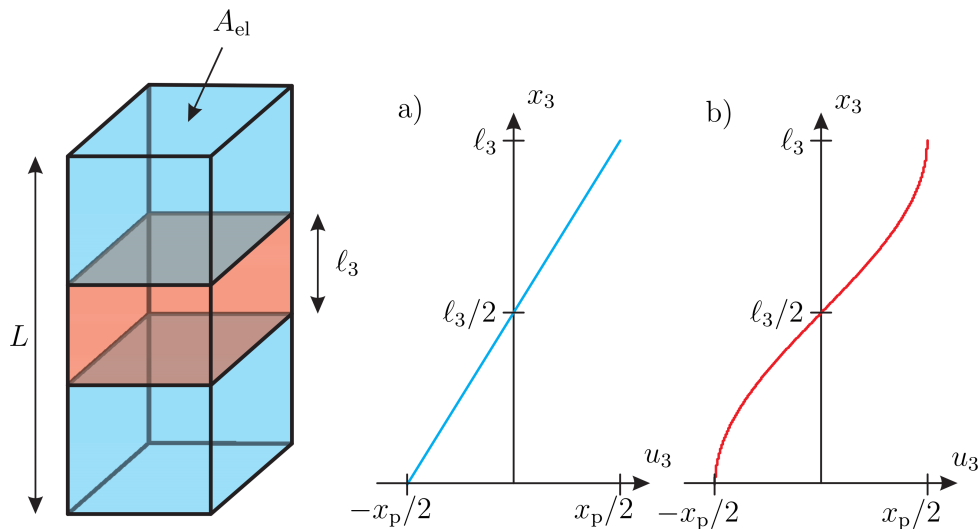 A_el
L
ℓ_3
a)
x_3
ℓ_3
ℓ_3/2
u_3
−x_p/2
x_p/2
b)
x_3
ℓ_3
ℓ_3/2
u_3
−x_p/2
x_p/2